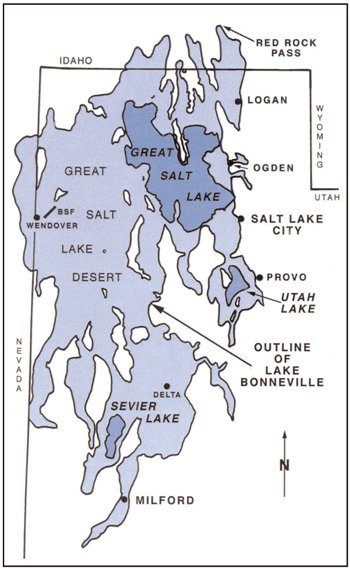 RED ROCK
PASS
IDAHO
LOGAN
WYOMING
GREAT
SALT
LAKE
OGDEN
UTAH
GREAT
SALT
LAKE
DESERT
BSF
WENDOVER
SALT LAKE
CITY
PROVO
UTAH
LAKE
NEVADA
OUTLINE
OF
LAKE
BONNEVILLE
DELTA
SEVIER
LAKE
N
MILFORD